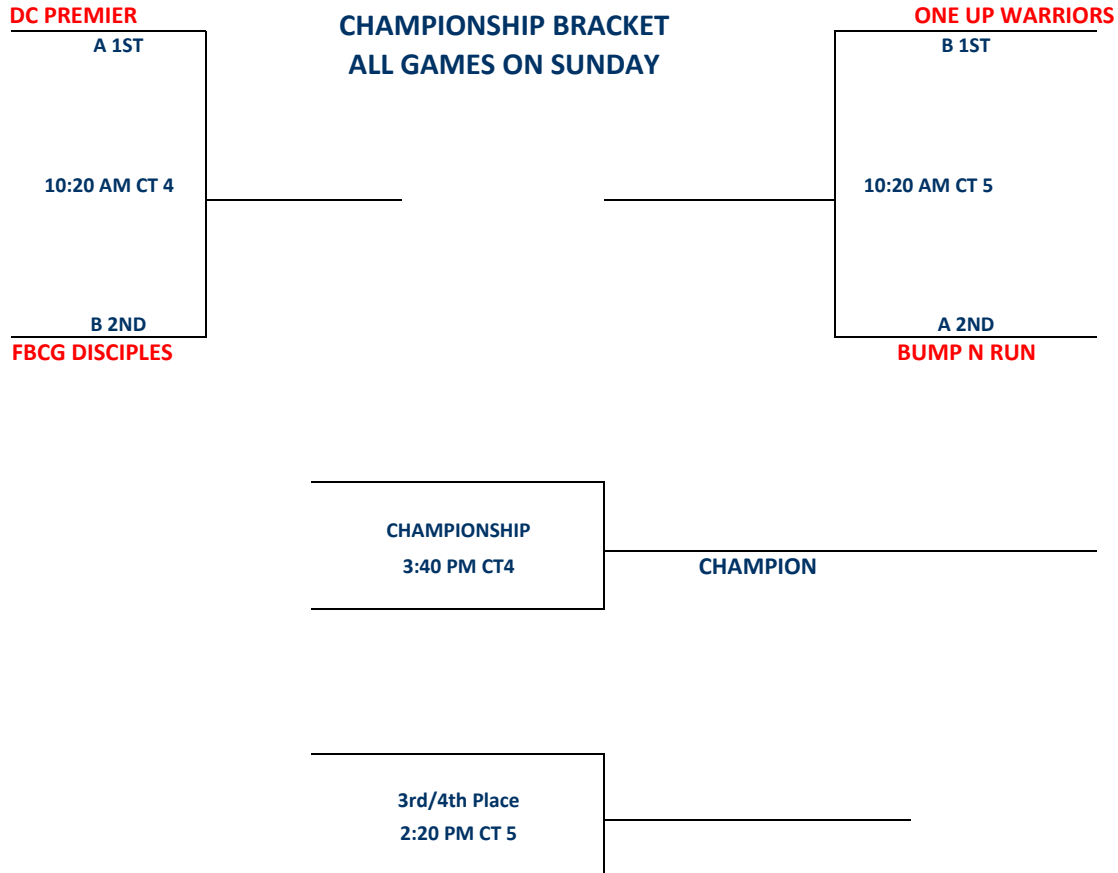 DC PREMIER
A 1ST
CHAMPIONSHIP BRACKET
ALL GAMES ON SUNDAY
ONE UP WARRIORS
B 1ST
10:20 AM CT 4
10:20 AM CT 5
B 2ND
FBCG DISCIPLES
A 2ND
BUMP N RUN
CHAMPIONSHIP
3:40 PM CT4
CHAMPION
3rd/4th Place
2:20 PM CT 5